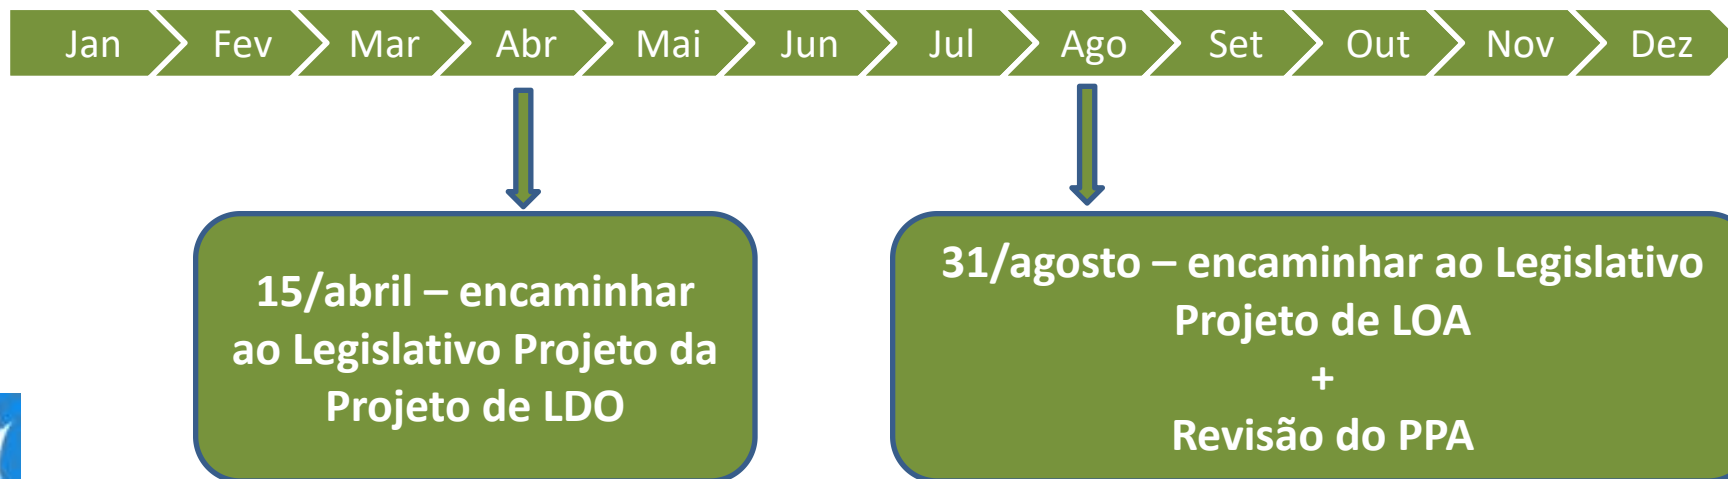 Jan Fev Mar Abr Mai Jun Jul Ago Set Out Nov Dez
15/abril – encaminhar
ao Legislativo Projeto da
Projeto de LDO
31/agosto – encaminhar ao Legislativo
Projeto de LOA
+
Revisão do PPA